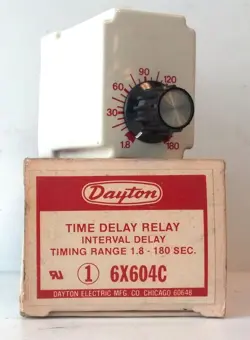 90
60
120
30
1.8
180
Dayton
TIME DELAY RELAY
INTERVAL DELAY
TIMING RANGE 1.8 - 180 SEC.
1 6X604C
DAYTON ELECTRIC MFG. CO. CHICAGO 60648